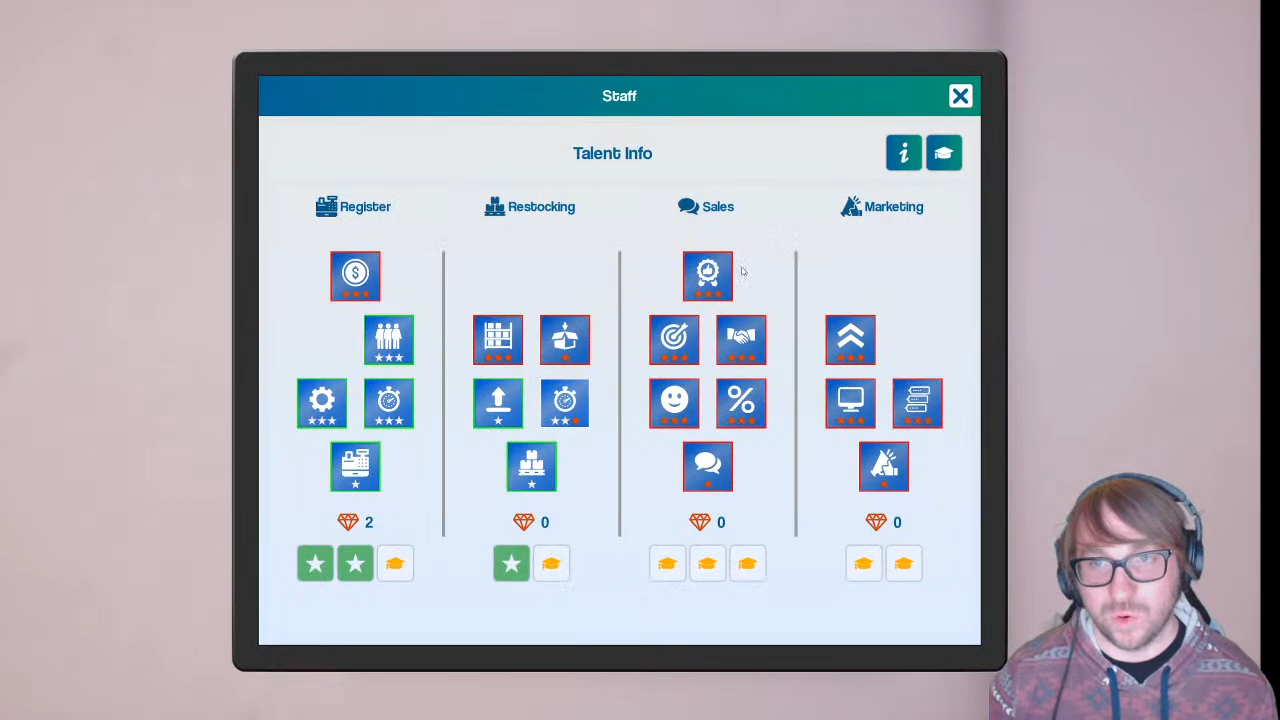 Staff
Talent Info
Register
Restocking
Sales
Marketing
2
0
0
0